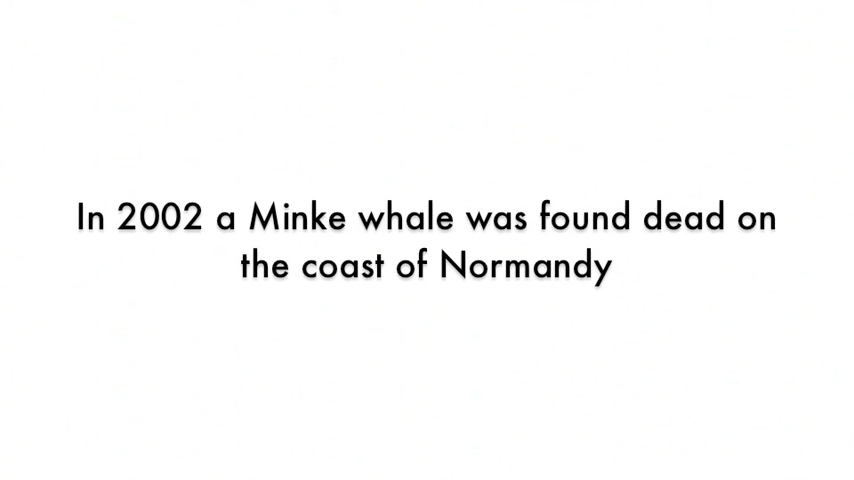 In 2002 a Minke whale was found dead on
the coast of Normandy